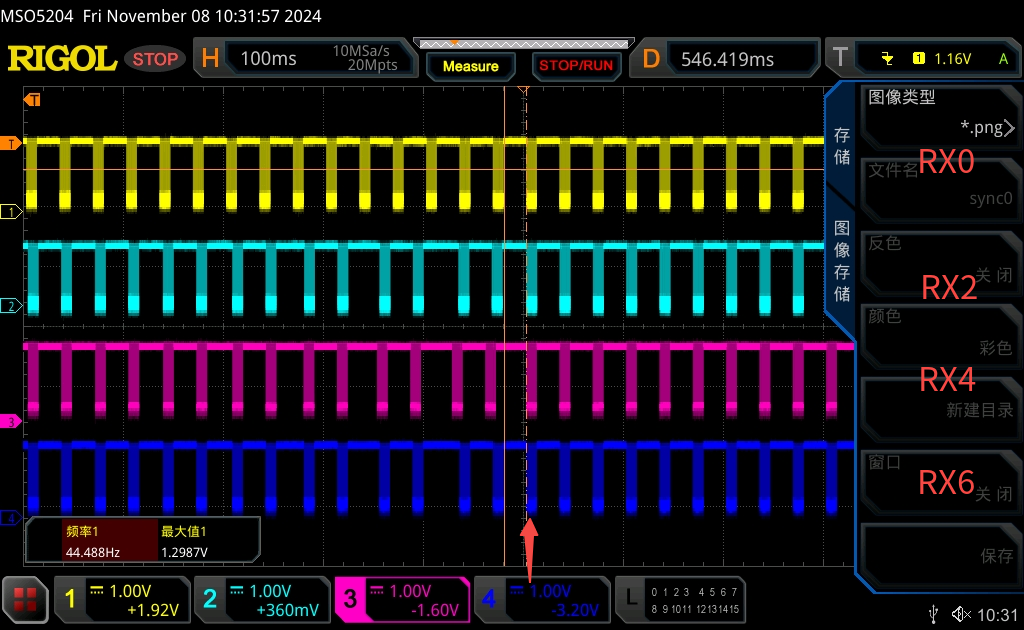 MSO5204 Fri November 08 10:31:57 2024
RIGOL STOP H 100ms 10MSa/s 20Mpts Measure STOP/RUN D 546.419ms T 1 1.16V A
T
T
1
2
3
4
存储
图像存储
图像类型
*.png
RX0
文件名
sync0
反色
关闭
RX2
颜色
彩色
RX4
新建目录
窗口
RX6
关闭
保存
频率1 最大值1
44.488Hz 1.2987V
1 1.00V +1.92V
2 1.00V +360mV
3 1.00V -1.60V
4 1.00V -3.20V
L 0 1 2 3 4 5 6 7
8 9 10 11 12 13 14 15
10:31